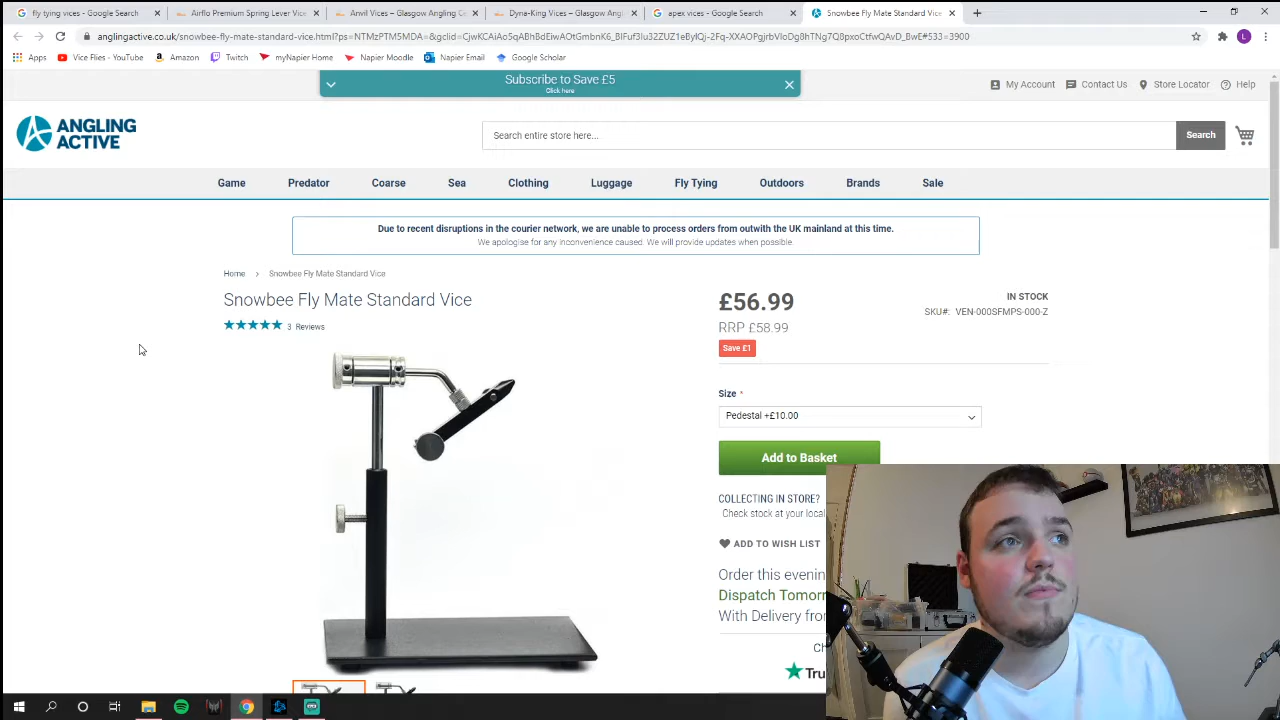 fly tying vices - Google Search
Airflo Premium Spring Lever Vice
Anvil Vices – Glasgow Angling Ce
Dyna-King Vices – Glasgow Angl
apex vices - Google Search
Snowbee Fly Mate Standard Vice
Apps
Vice Flies - YouTube
Amazon
Twitch
myNapier Home
Napier Moodle
Napier Email
Google Scholar
L
Subscribe to Save £5
Click here
My Account
Contact Us
Store Locator
Help
ANGLING
ACTIVE
Search entire store here...
Search
Game
Predator
Coarse
Sea
Clothing
Luggage
Fly Tying
Outdoors
Brands
Sale
Due to recent disruptions in the courier network, we are unable to process orders from outwith the UK mainland at this time.
We apologise for any inconvenience caused. We will provide updates when possible.
Home > Snowbee Fly Mate Standard Vice
Snowbee Fly Mate Standard Vice
3 Reviews
£56.99
IN STOCK
RRP £58.99
SKU#: VEN-000SFMPS-000-Z
Save £1
Size *
Pedestal +£10.00
Add to Basket
COLLECTING IN STORE?
Check stock at your local
ADD TO WISH LIST
Order this evenin
Dispatch Tomorr
With Delivery fro
Ch
Tru